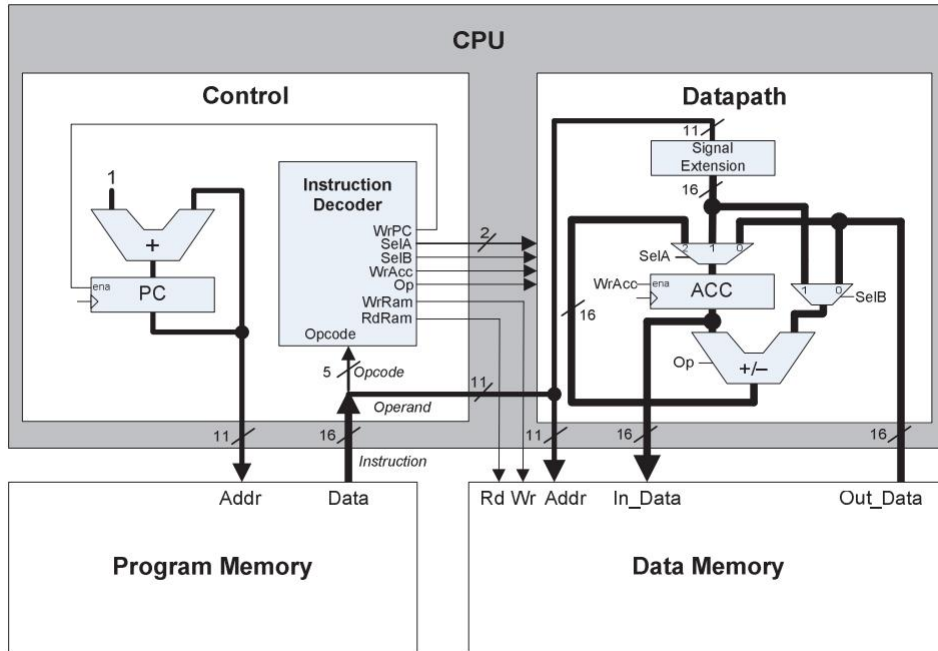 CPU
Control
Datapath
11
Signal
Extension
16
1
+
PC
Instruction
Decoder
WrPC
SelA
SelB
WrAcc
Op
WrRam
RdRam
Opcode
2
2 1 0
SelA
WrAcc
ena
ACC
1 0
SelB
16
Op
+/−
ena
5
Opcode
11
Operand
11
16
Instruction
11
16
16
Addr
Data
Rd
Wr
Addr
In_Data
Out_Data
Program Memory
Data Memory